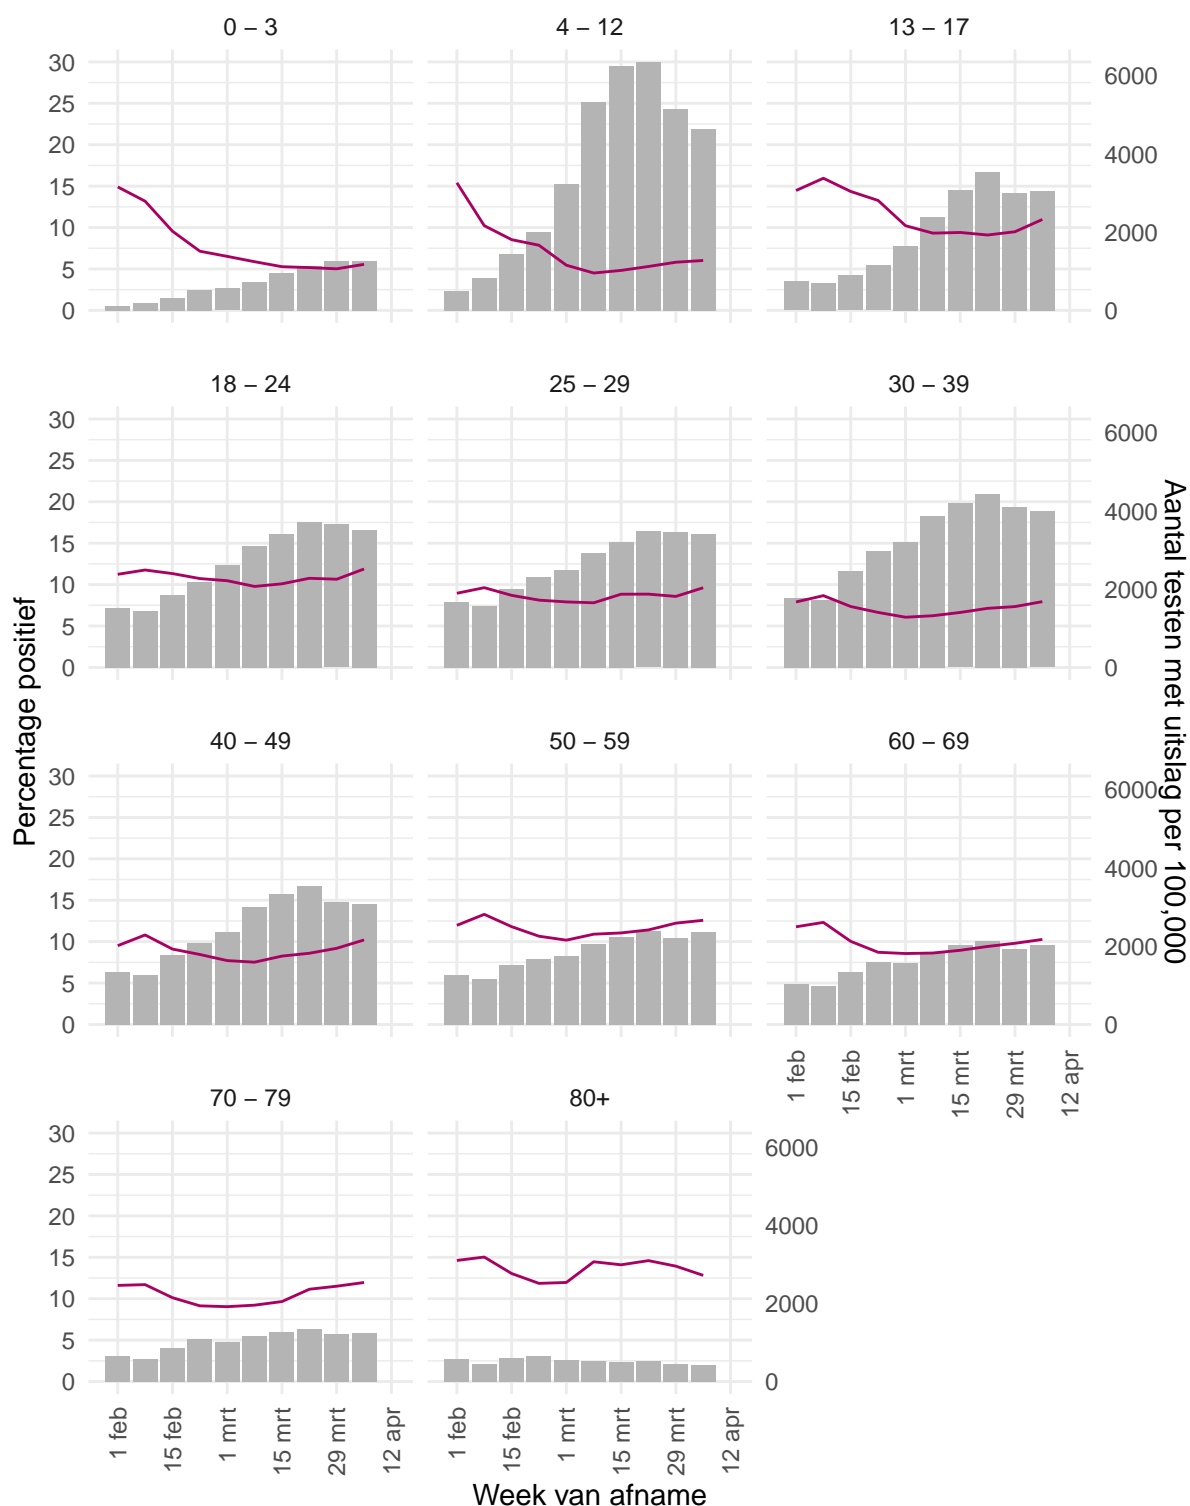 0 – 3
4 – 12
13 – 17
30
25
20
15
10
5
0
6000
4000
2000
0
18 – 24
25 – 29
30 – 39
30
25
20
15
10
5
0
6000
4000
2000
0
40 – 49
50 – 59
60 – 69
30
25
20
15
10
5
0
6000
4000
2000
0
1 feb
15 feb
1 mrt
15 mrt
29 mrt
12 apr
70 – 79
80+
30
25
20
15
10
5
0
6000
4000
2000
0
1 feb
15 feb
1 mrt
15 mrt
29 mrt
12 apr
1 feb
15 feb
1 mrt
15 mrt
29 mrt
12 apr
Week van afname
Percentage positief
Aantal testen met uitslag per 100,000